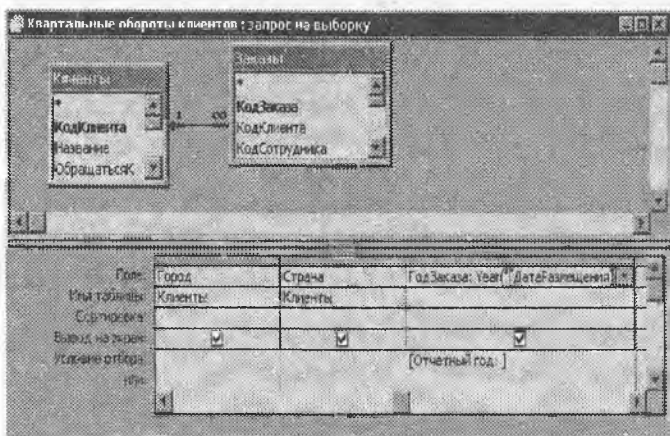 Квартальные обороты клиентов : запрос на выборку
Клиенты
*
КодКлиента
Название
ОбращатьсяК
1
∞
Заказы
*
КодЗаказа
КодКлиента
КодСотрудника
Поле: Город Страна ГодЗаказа: Year([ДатаРазмещения]
Имя таблицы: Клиенты Клиенты
Сортировка:
Вывод на экран:
Условие отбора: [Отчетный год: ]
или: